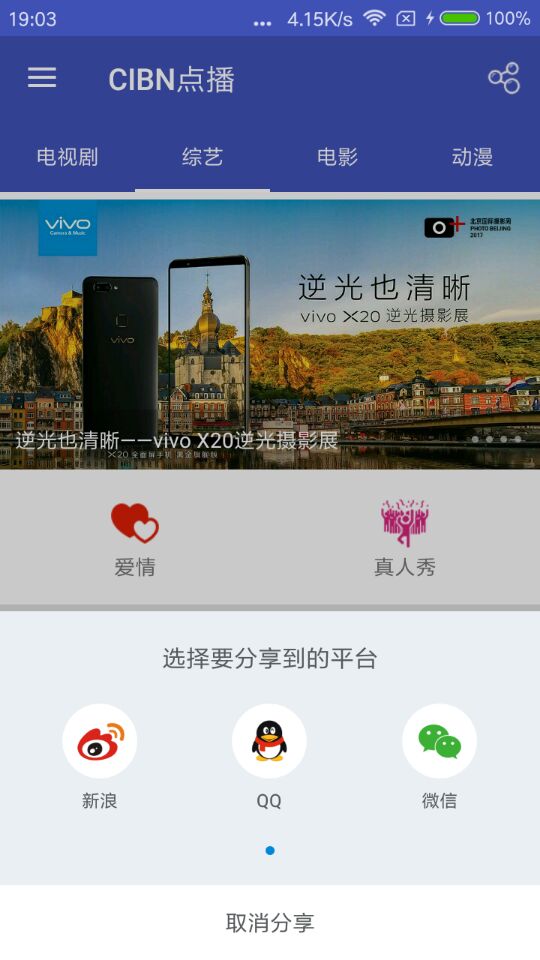 19:03 ... 4.15K/s 100%
CIBN点播
电视剧 综艺 电影 动漫
vivo
Camera & Music
北京国际摄影周
PHOTO BEIJING
2017
逆光也清晰
vivo X20 逆光摄影展
vivo
逆光也清晰——vivo X20逆光摄影展
X20 全面屏手机
爱情 真人秀
选择要分享到的平台
新浪 QQ 微信
取消分享